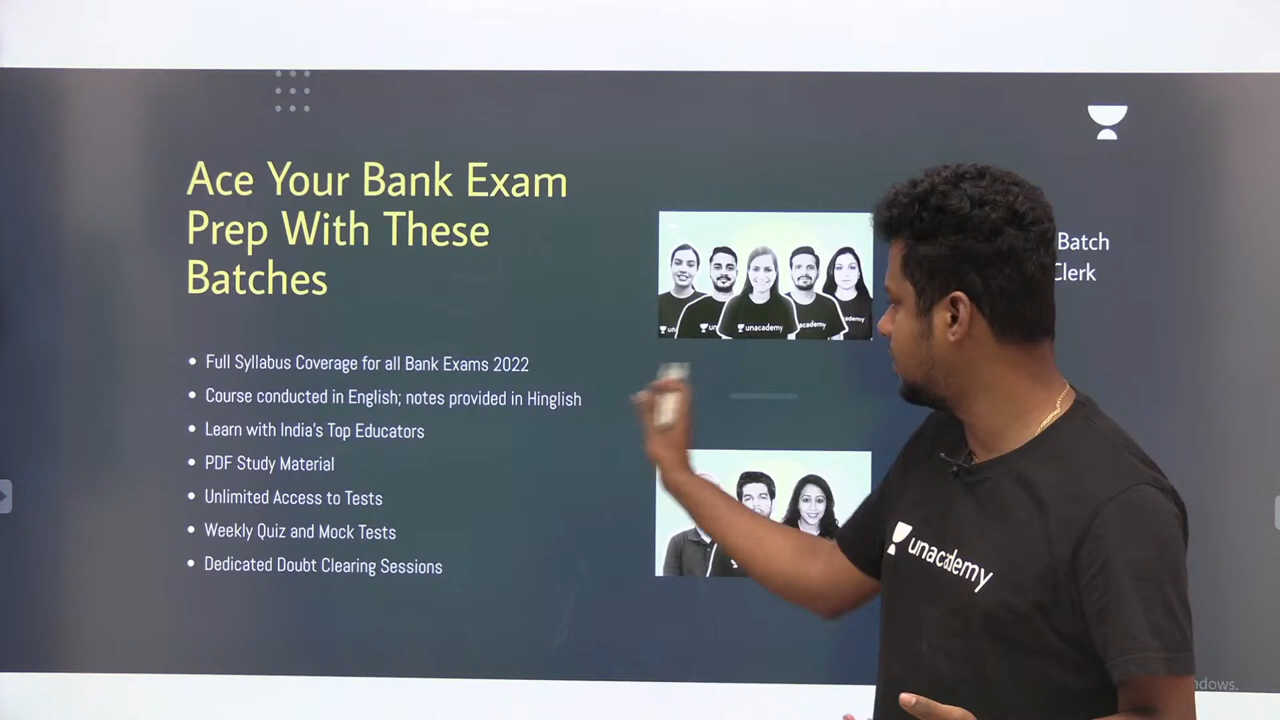 Ace Your Bank Exam
Prep With These
Batches
• Full Syllabus Coverage for all Bank Exams 2022
• Course conducted in English; notes provided in Hinglish
• Learn with India's Top Educators
• PDF Study Material
• Unlimited Access to Tests
• Weekly Quiz and Mock Tests
• Dedicated Doubt Clearing Sessions
unacademy
Batch
Clerk
unacademy